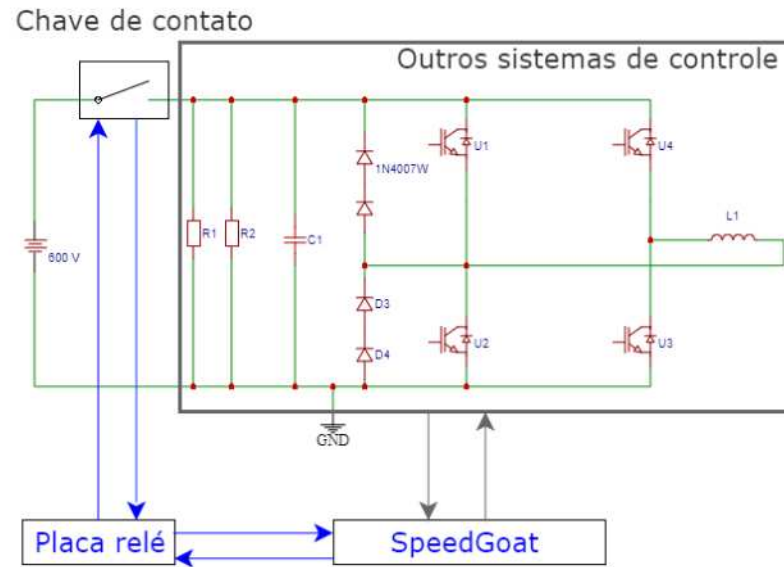 Chave de contato
Outros sistemas de controle
U1
U4
1N4007W
L1
R1
R2
C1
600 V
D3
U2
U3
D4
GND
Placa relé
SpeedGoat